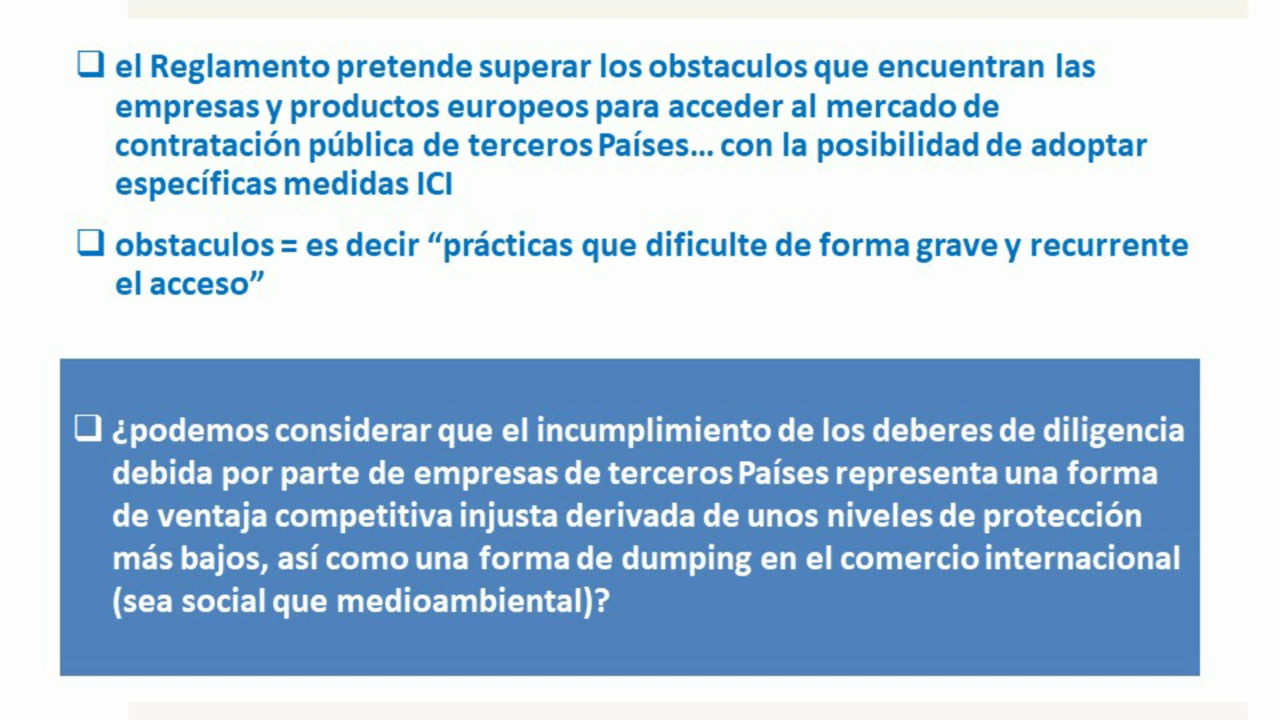 ❑ el Reglamento pretende superar los obstaculos que encuentran las
empresas y productos europeos para acceder al mercado de
contratación pública de terceros Países... con la posibilidad de adoptar
específicas medidas ICI
❑ obstaculos = es decir “prácticas que dificulte de forma grave y recurrente
el acceso”
❑ ¿podemos considerar que el incumplimiento de los deberes de diligencia
debida por parte de empresas de terceros Países representa una forma
de ventaja competitiva injusta derivada de unos niveles de protección
más bajos, así como una forma de dumping en el comercio internacional
(sea social que medioambiental)?